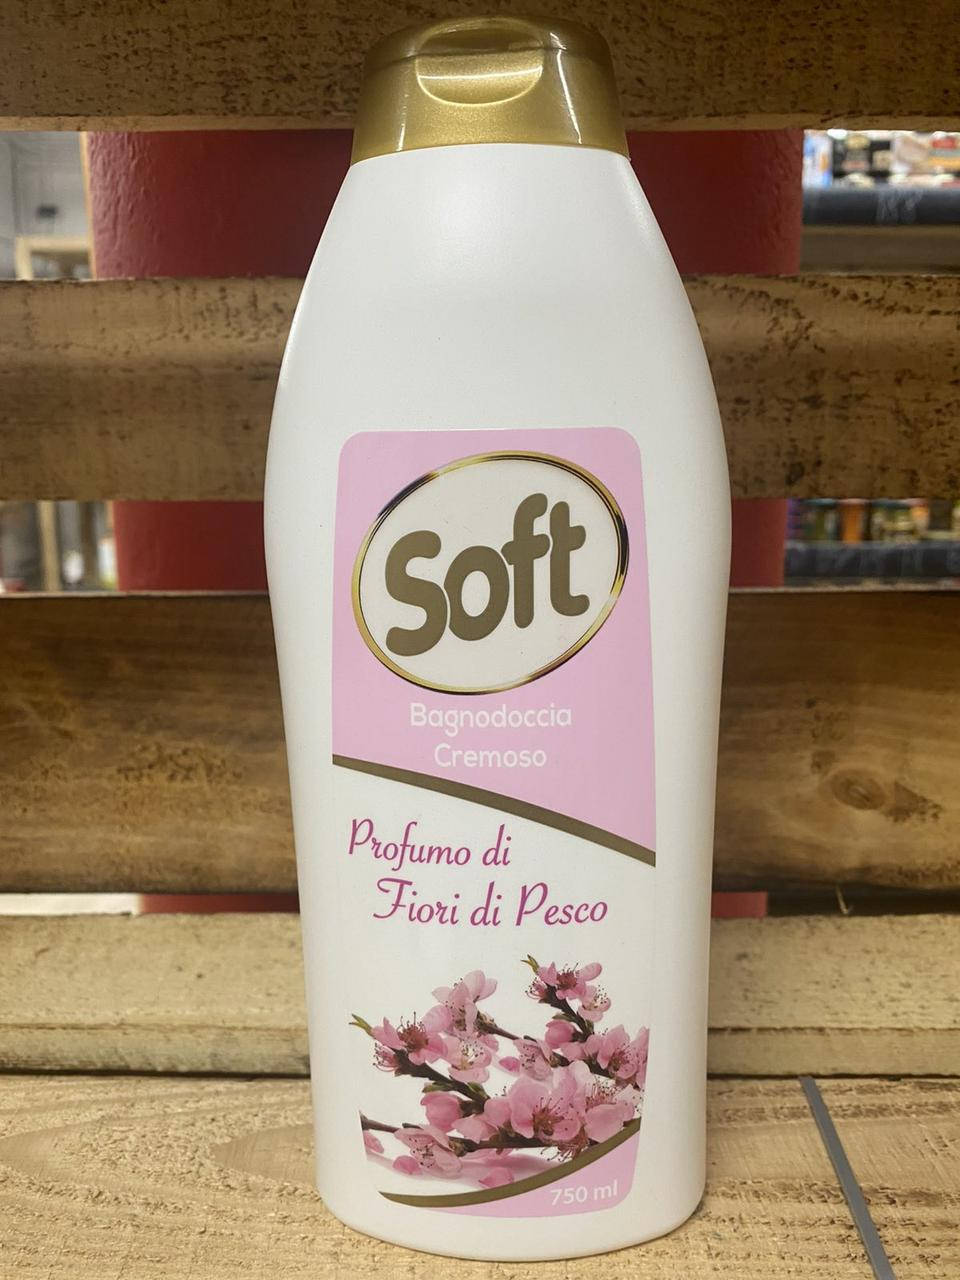 Soft
Bagnodoccia
Cremoso
Profumo di
Fiori di Pesco
750 ml